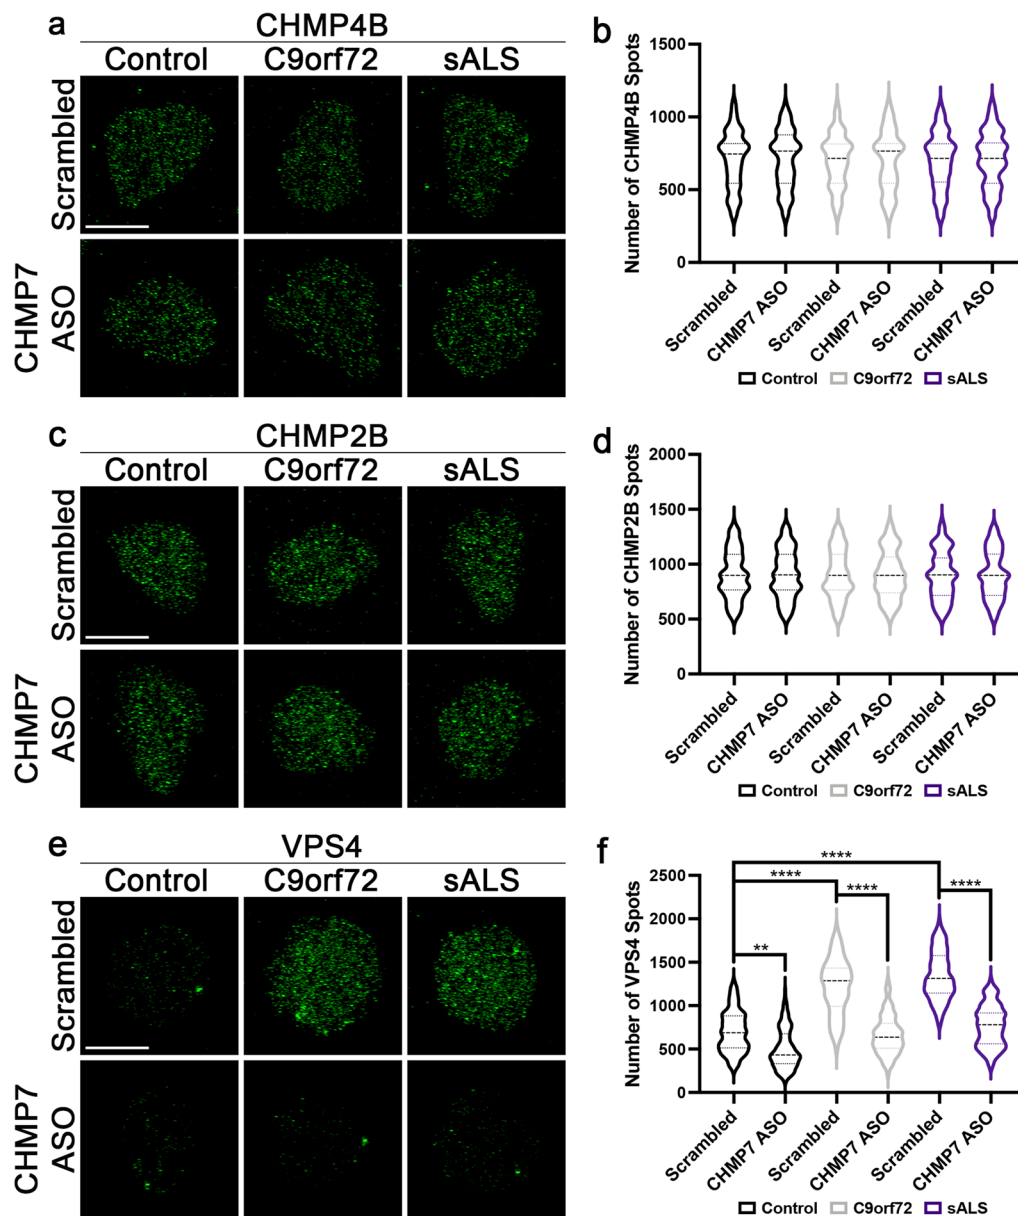 a
CHMP4B
Control C9orf72 sALS
Scrambled
CHMP7
ASO
b
Number of CHMP4B Spots
1500
1000
500
0
Scrambled CHMP7 ASO Scrambled CHMP7 ASO Scrambled CHMP7 ASO
Control C9orf72 sALS
c
CHMP2B
Control C9orf72 sALS
Scrambled
CHMP7
ASO
d
Number of CHMP2B Spots
2000
1500
1000
500
0
Scrambled CHMP7 ASO Scrambled CHMP7 ASO Scrambled CHMP7 ASO
Control C9orf72 sALS
e
VPS4
Control C9orf72 sALS
Scrambled
CHMP7
ASO
f
Number of VPS4 Spots
2500
2000
1500
1000
500
0
****
**** **** ****
**
Scrambled CHMP7 ASO Scrambled CHMP7 ASO Scrambled CHMP7 ASO
Control C9orf72 sALS